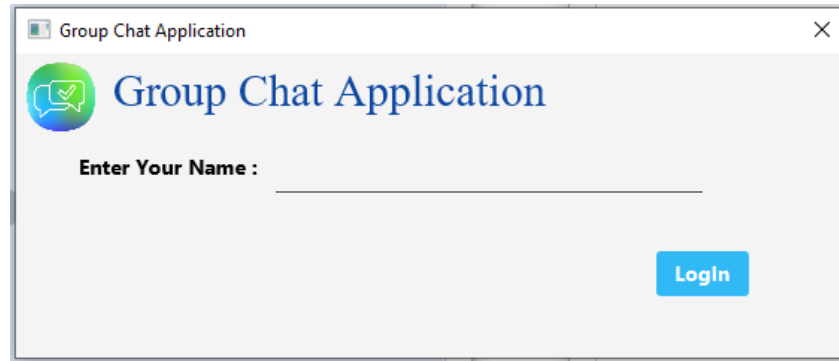 Group Chat Application
Group Chat Application
Enter Your Name :
LogIn